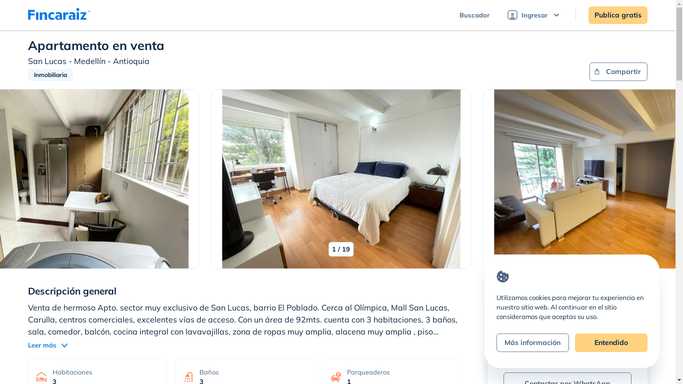 Fincaraiz
Buscador
Ingresar
Publica gratis
Apartamento en venta
San Lucas - Medellín - Antioquia
Inmobiliaria
Compartir
1 / 19
Descripción general
Venta de hermoso Apto. sector muy exclusivo de San Lucas, barrio El Poblado. Cerca al Olímpica, Mall San Lucas,
Carulla, centros comerciales, excelentes vías de acceso. Con un área de 92mts. cuenta con 3 habitaciones, 3 baños,
sala, comedor, balcón, cocina integral con lavavajillas, zona de ropas muy amplia, alacena muy amplia , piso...
Leer más
Habitaciones
3
Baños
3
Parqueaderos
1
Utilizamos cookies para mejorar tu experiencia en
nuestro sitio web. Al continuar en el sitio
consideramos que aceptas su uso.
Más información
Entendido
Contactar por WhatsApp